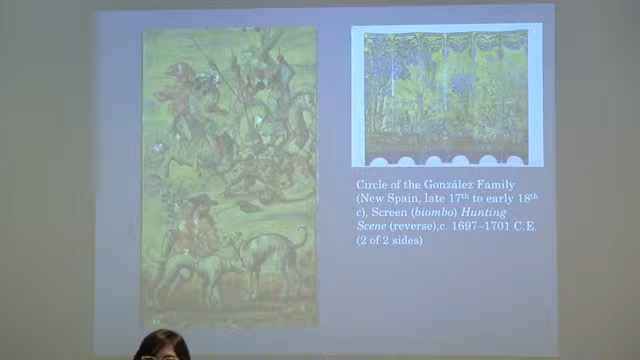 Circle of the González Family
(New Spain, late 17th to early 18th
c), Screen (biombo) Hunting
Scene (reverse),c. 1697–1701 C.E.
(2 of 2 sides)